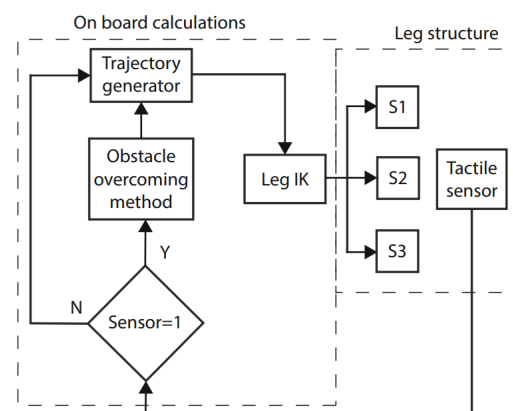 On board calculations
Leg structure
Trajectory
generator
S1
Obstacle
overcoming
method
Leg IK
S2
Tactile
sensor
Y
S3
N
Sensor=1